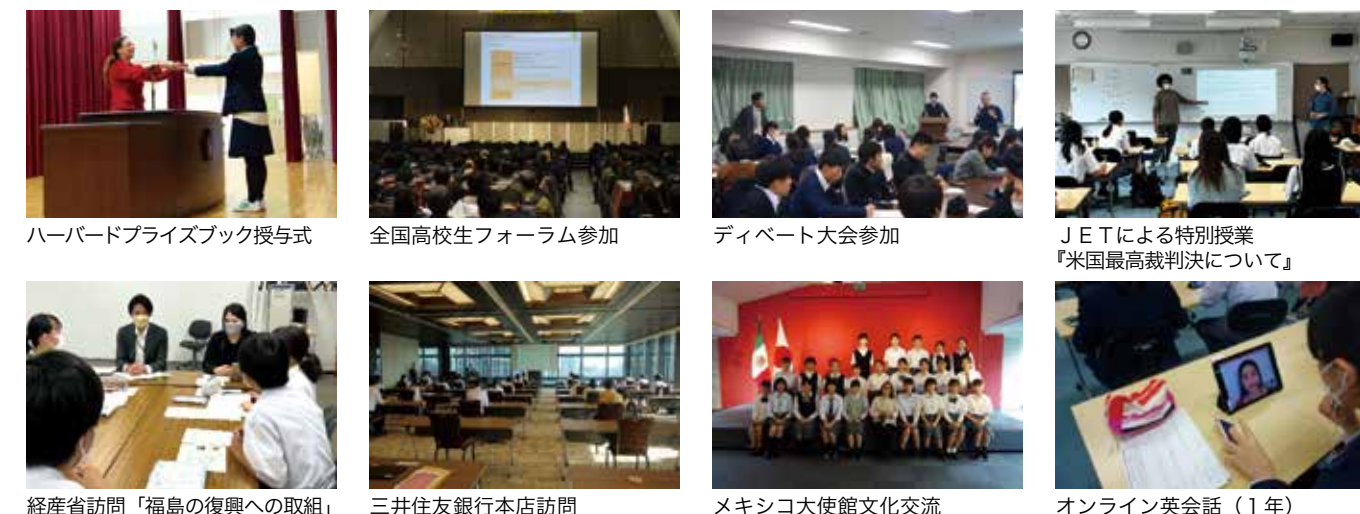 ハーバードプライズブック授与式
全国高校生フォーラム参加
ディベート大会参加
ＪＥＴによる特別授業
『米国最高裁判決について』
経産省訪問「福島の復興への取組」
三井住友銀行本店訪問
メキシコ大使館文化交流
オンライン英会話（１年）